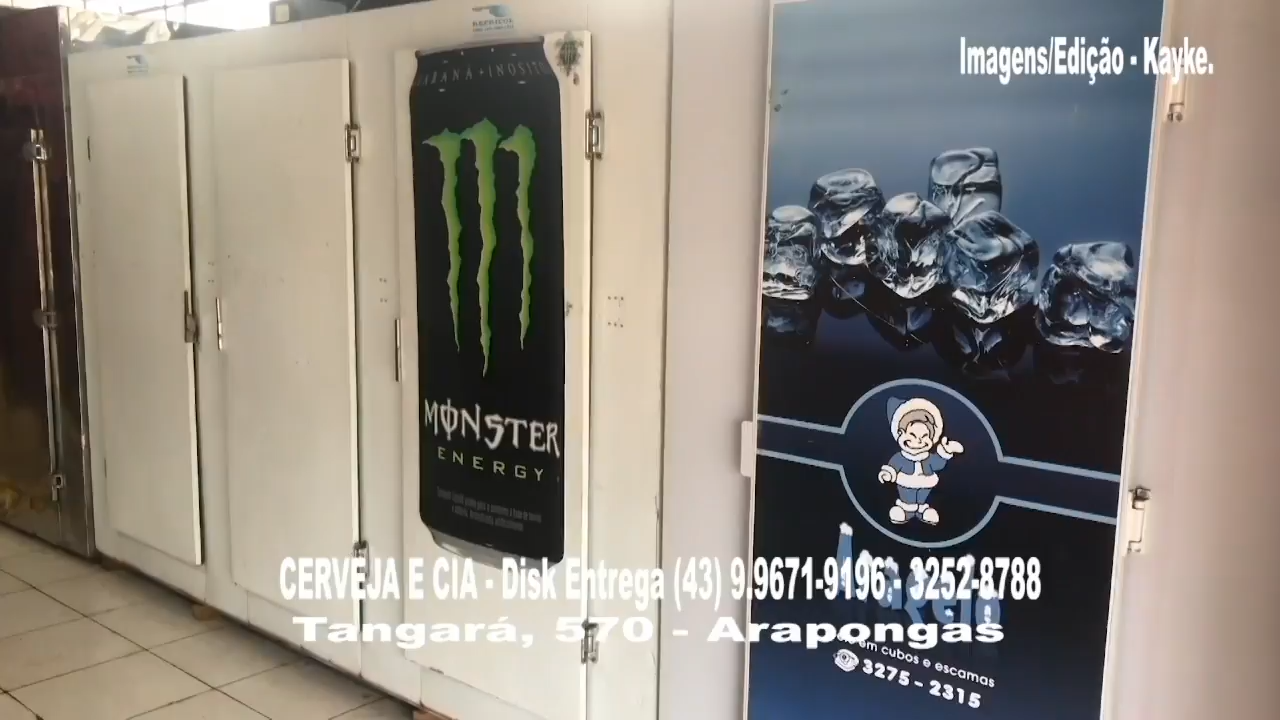 Imagens/Edição - Kayke.
MONSTER
ENERGY
CERVEJA E CIA - Disk Entrega (43) 9.9671-9196 - 3252-8788
Tangará, 570 - Arapongas
em cubos e escamas
3275 - 2315